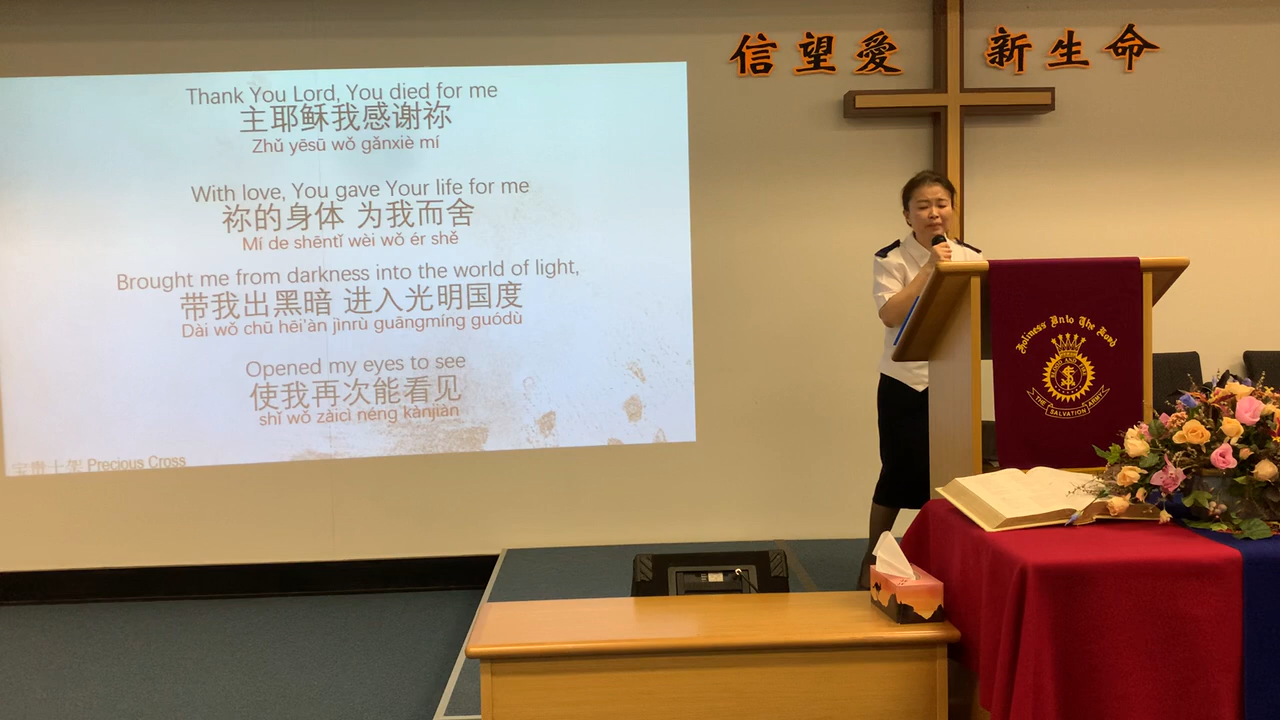 Thank You Lord, You died for me
主耶稣我感谢祢
Zhǔ yēsū wǒ gǎnxiè mí
With love, You gave Your life for me
祢的身体 为我而舍
Mí de shēntǐ wèi wǒ ér shě
Brought me from darkness into the world of light,
带我出黑暗 进入光明国度
Dài wǒ chū hēi'àn jìnrù guāngmíng guódù
Opened my eyes to see
使我再次能看见
shǐ wǒ zàicì néng kànjiàn
宝贵十架 Precious Cross
信望愛 新生命
Holiness Unto The Lord
BLOOD AND FIRE
THE SALVATION ARMY